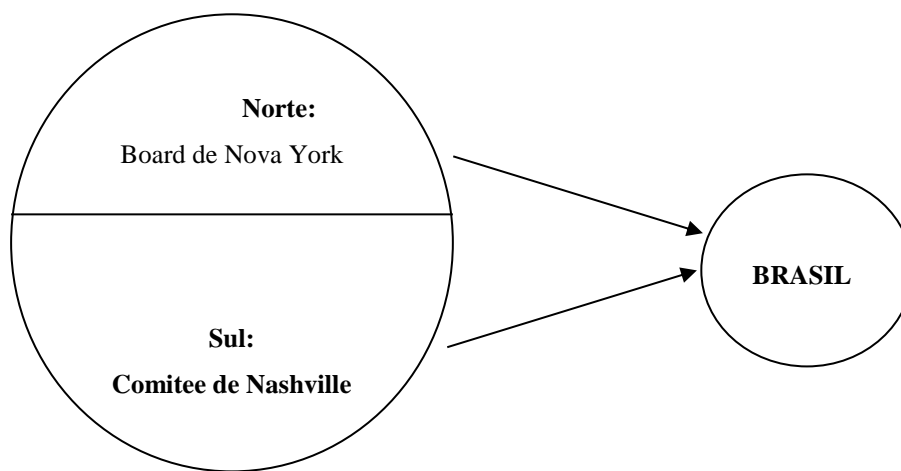 Norte:
Board de Nova York
BRASIL
Sul:
Comitee de Nashville